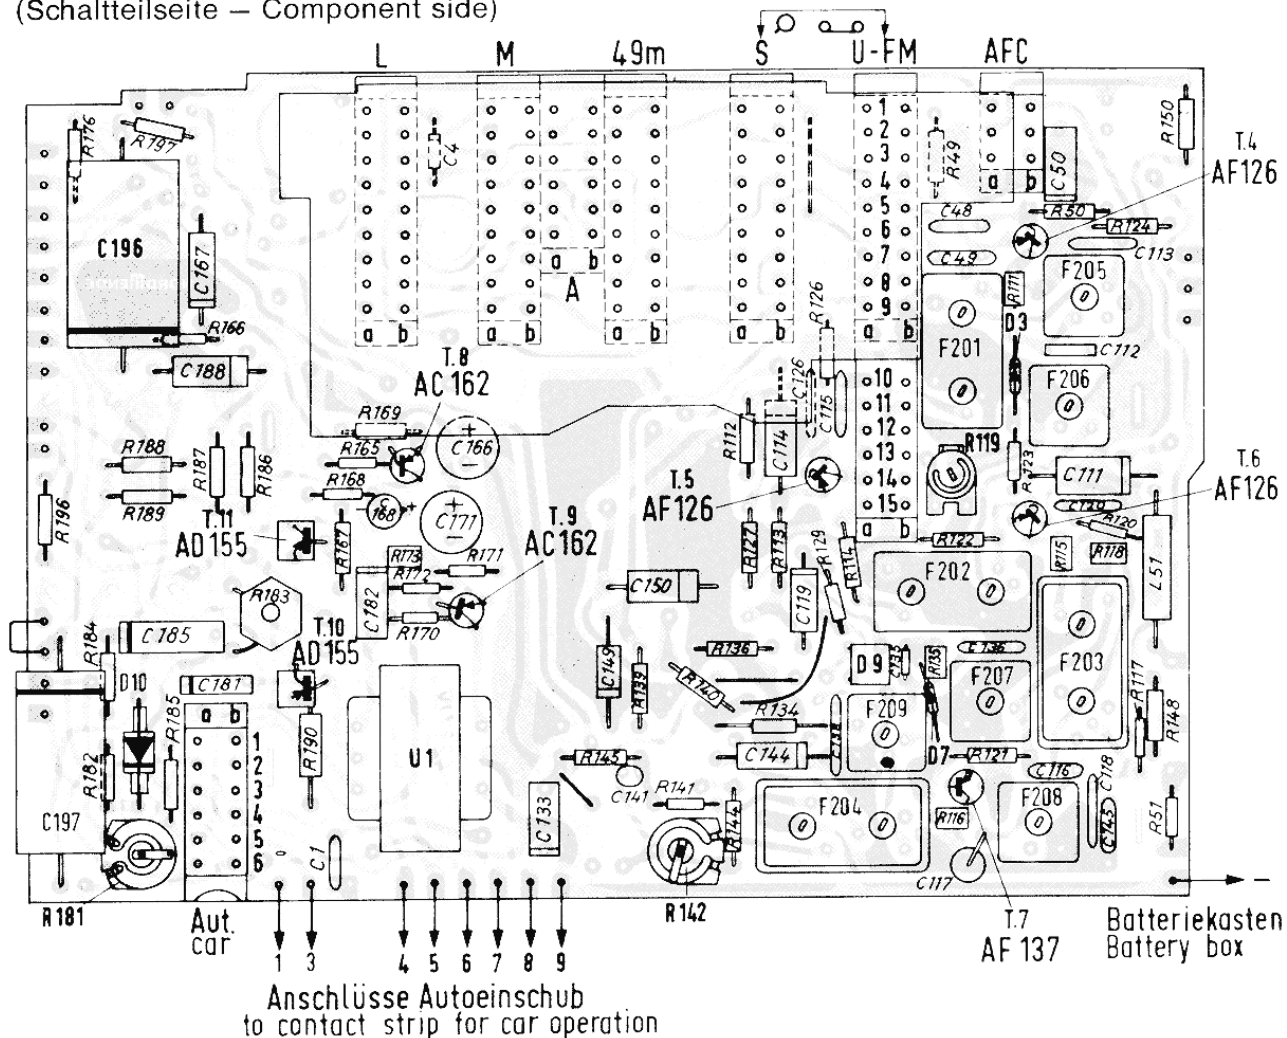 (Schaltteilseite — Component side)
L M 49m S U-FM AFC
R176
R197
C4
1
2
3
4
5
6
7
8
9
R49
C50
a b
R150
T.4
AF126
C48
R50
R124
C49
C113
C196
C167
a b
A
R126
R111
F205
D3
R166
a b
a b
a b
a b
a b
F201
C112
C188
T.8
AC162
C126
C115
10
11
12
13
14
15
a b
F206
R169
R165
C166
R112
C114
R119
R123
C111
T.6
AF126
R188
R187
R186
R189
R168
C168
C171
T.5
AF126
R196
T.11
AD155
R167
R173
T.9
AC162
R127
R113
R129
R114
R122
R120
R115
R118
L51
R171
R172
R183
C182
R170
C150
C119
F202
C185
R184
T.10
AD155
R136
D9
C135
R135
C136
F203
D10
C181
C149
R139
R140
F207
R117
R148
R185
a b
R190
R134
F209
U1
C144
D7
R121
1
2
3
4
5
6
R182
R145
C141
R141
C116
C118
C145
C197
C133
R144
F204
R116
F208
R51
C1
C117
R181
Aut.
car
R142
T.7
AF 137
–
Batteriekasten
Battery box
1 3 4 5 6 7 8 9
Anschlüsse Autoeinschub
to contact strip for car operation